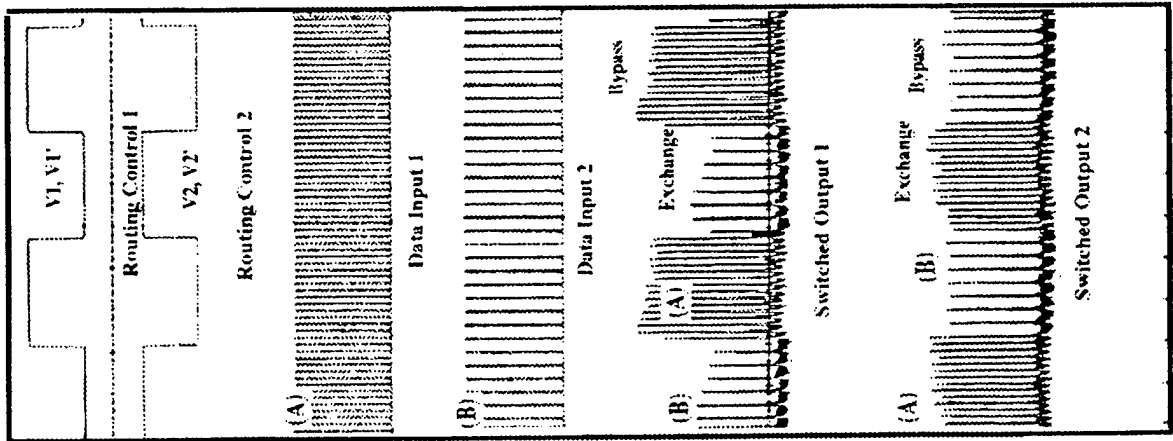 V1, V1'
Routing Control 1
V2, V2'
Routing Control 2
(A)
Data Input 1
(B)
Data Input 2
(B)
(A)
Exchange
Bypass
Switched Output 1
(A)
(B)
Exchange
Bypass
Switched Output 2